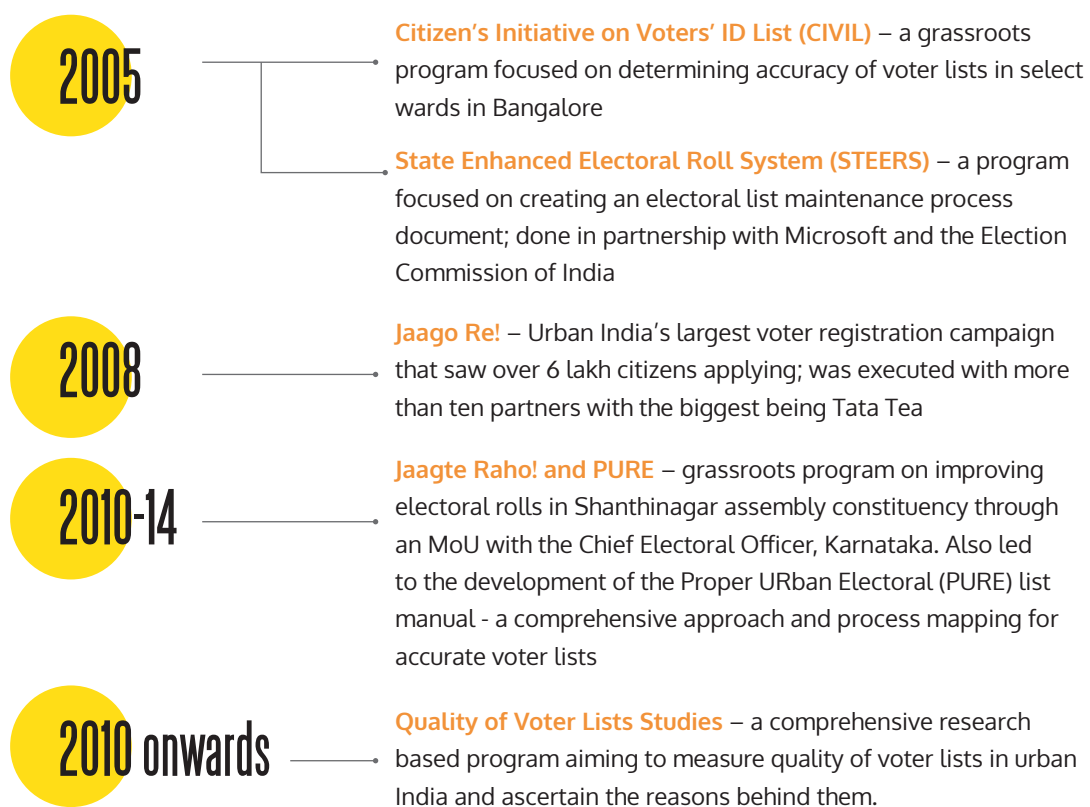 2005
Citizen’s Initiative on Voters’ ID List (CIVIL) – a grassroots
program focused on determining accuracy of voter lists in select
wards in Bangalore
State Enhanced Electoral Roll System (STEERS) – a program
focused on creating an electoral list maintenance process
document; done in partnership with Microsoft and the Election
Commission of India
2008
Jaago Re! – Urban India’s largest voter registration campaign
that saw over 6 lakh citizens applying; was executed with more
than ten partners with the biggest being Tata Tea
2010-14
Jaagte Raho! and PURE – grassroots program on improving
electoral rolls in Shanthinagar assembly constituency through
an MoU with the Chief Electoral Officer, Karnataka. Also led
to the development of the Proper URban Electoral (PURE) list
manual - a comprehensive approach and process mapping for
accurate voter lists
2010 onwards
Quality of Voter Lists Studies – a comprehensive research
based program aiming to measure quality of voter lists in urban
India and ascertain the reasons behind them.